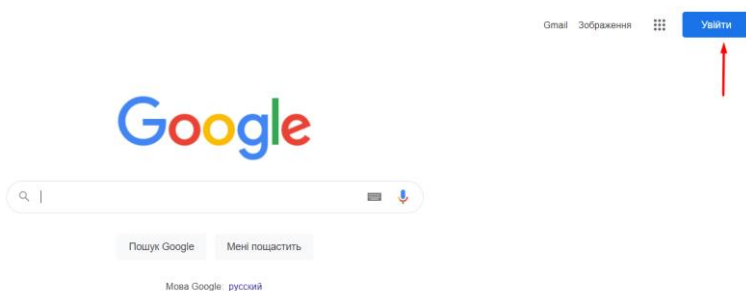 Gmail Зображення Увійти
Google
Пошук Google Мені пощастить
Мова Google: русский